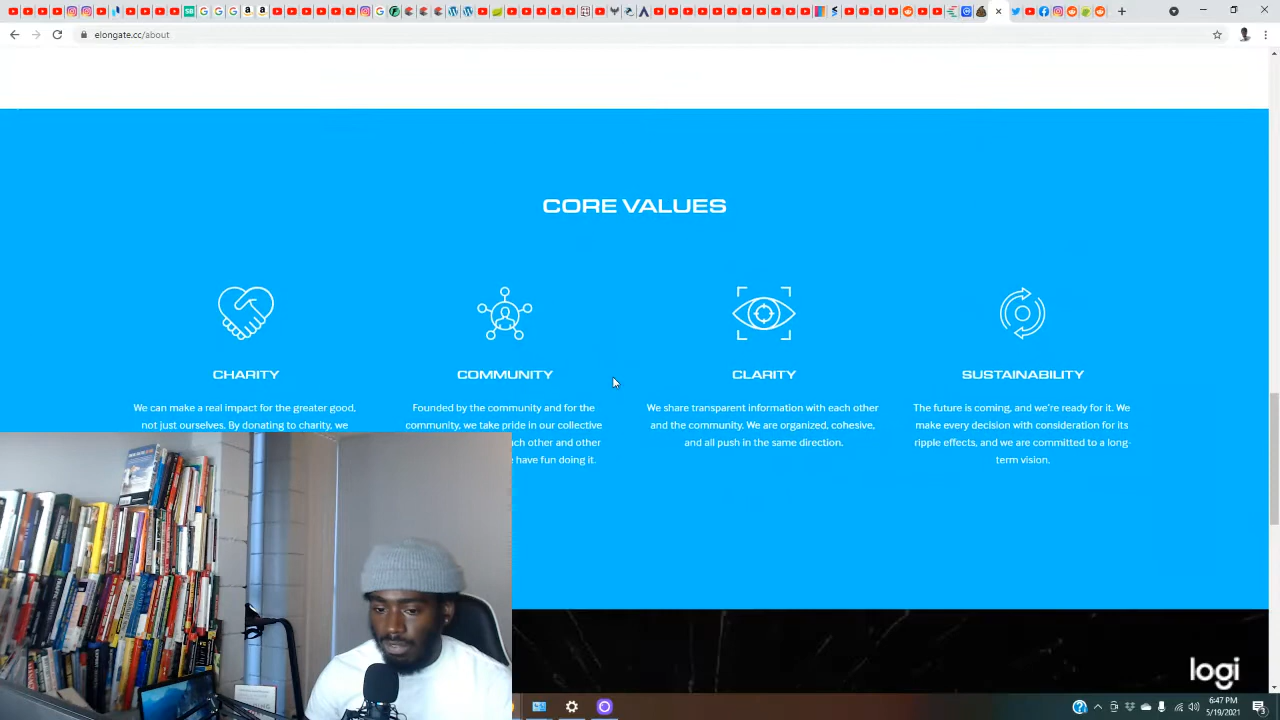 elongate.cc/about
CORE VALUES
CHARITY
We can make a real impact for the greater good,
not just ourselves. By donating to charity, we
COMMUNITY
Founded by the community and for the
community, we take pride in our collective
ach other and other
have fun doing it.
CLARITY
We share transparent information with each other
and the community. We are organized, cohesive,
and all push in the same direction.
SUSTAINABILITY
The future is coming, and we're ready for it. We
make every decision with consideration for its
ripple effects, and we are committed to a long-
term vision.
logi
6:47 PM
5/19/2021